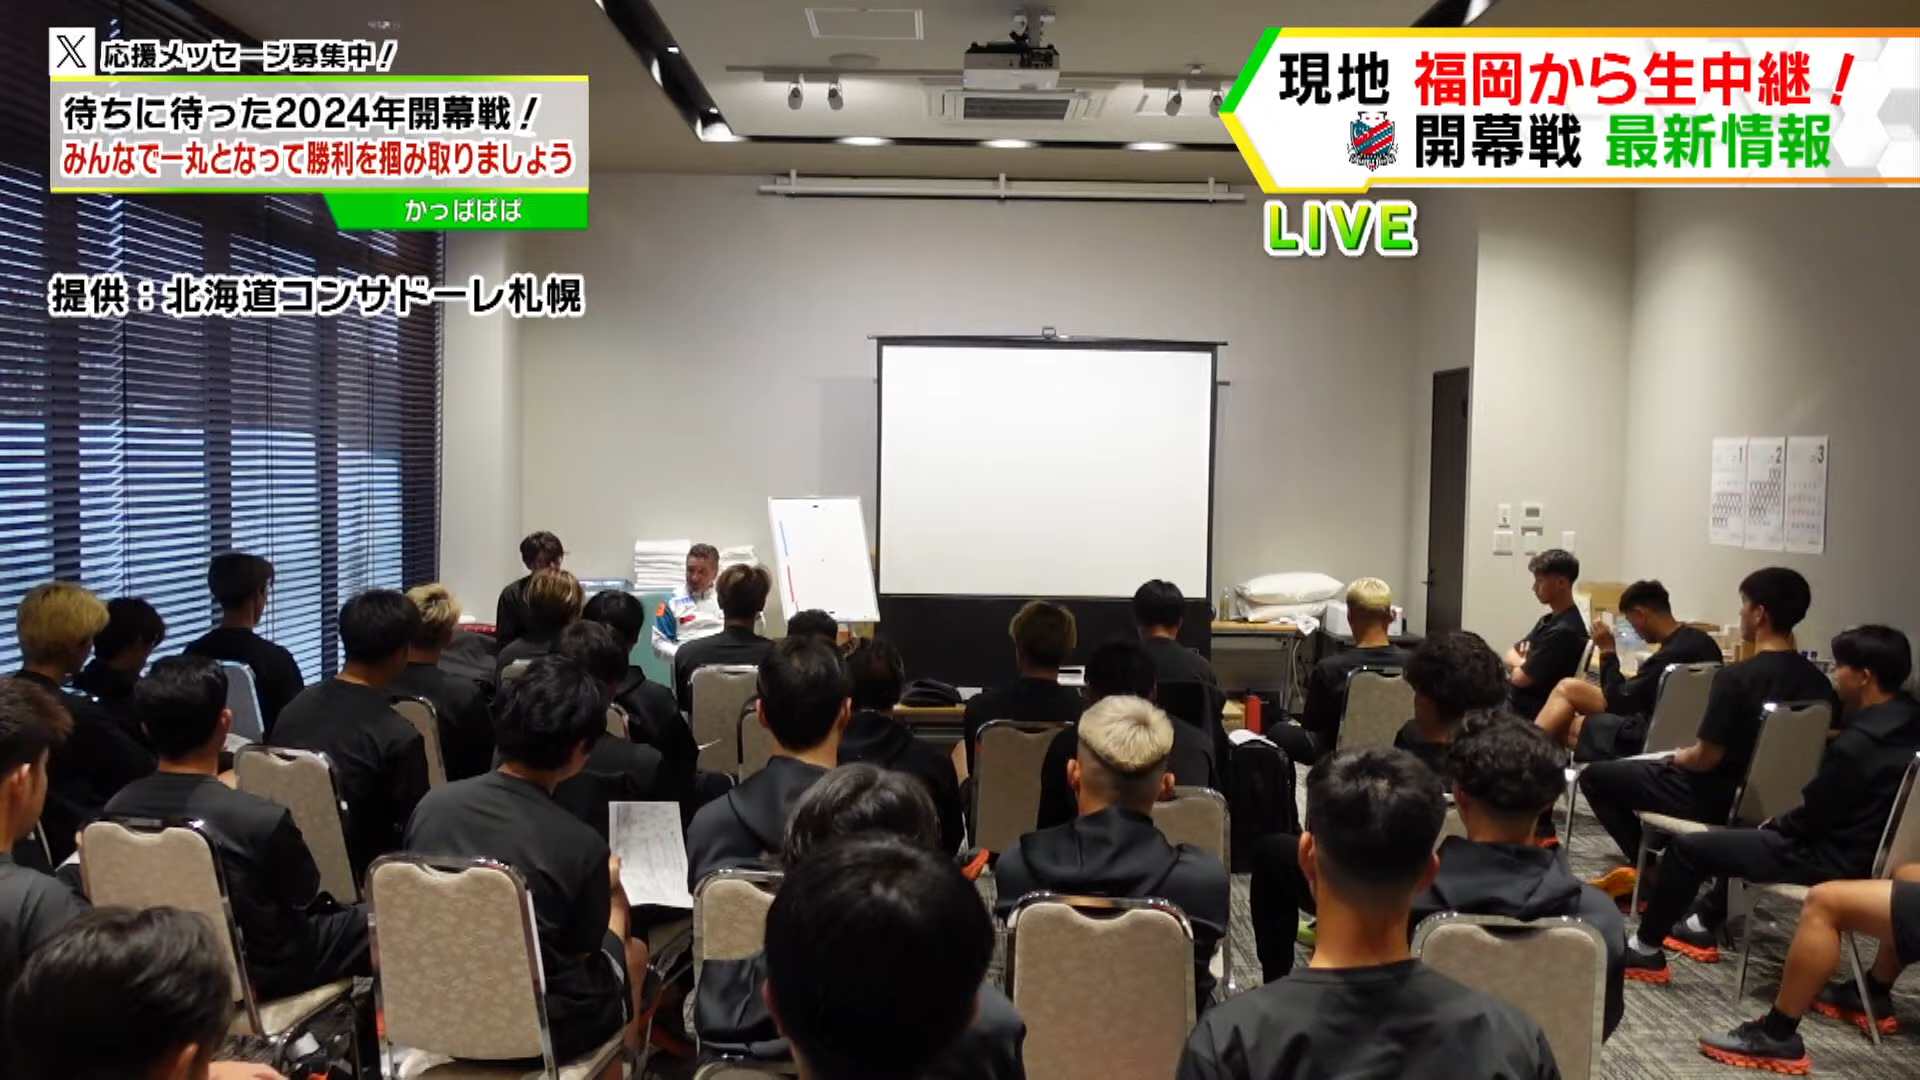 応援メッセージ募集中！
待ちに待った2024年開幕戦！
みんなで一丸となって勝利を掴み取りましょう
かっぱぱぱ
提供：北海道コンサドーレ札幌
現地 福岡から生中継！
開幕戦 最新情報
LIVE
1 2 3